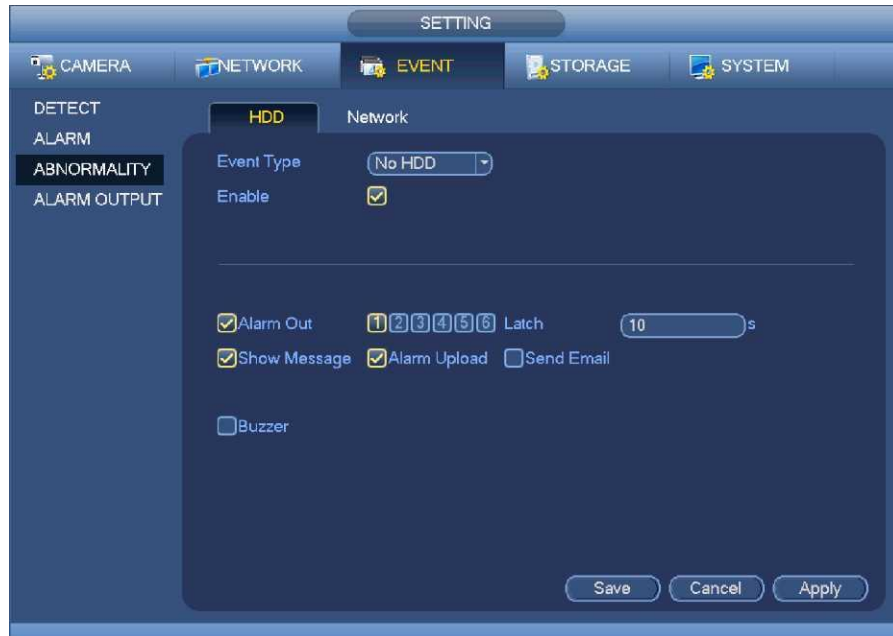 SETTING
CAMERA NETWORK EVENT STORAGE SYSTEM
DETECT
ALARM
ABNORMALITY
ALARM OUTPUT
HDD Network
Event Type No HDD
Enable
Alarm Out 1 2 3 4 5 6 Latch 10 s
Show Message Alarm Upload Send Email
Buzzer
Save Cancel Apply